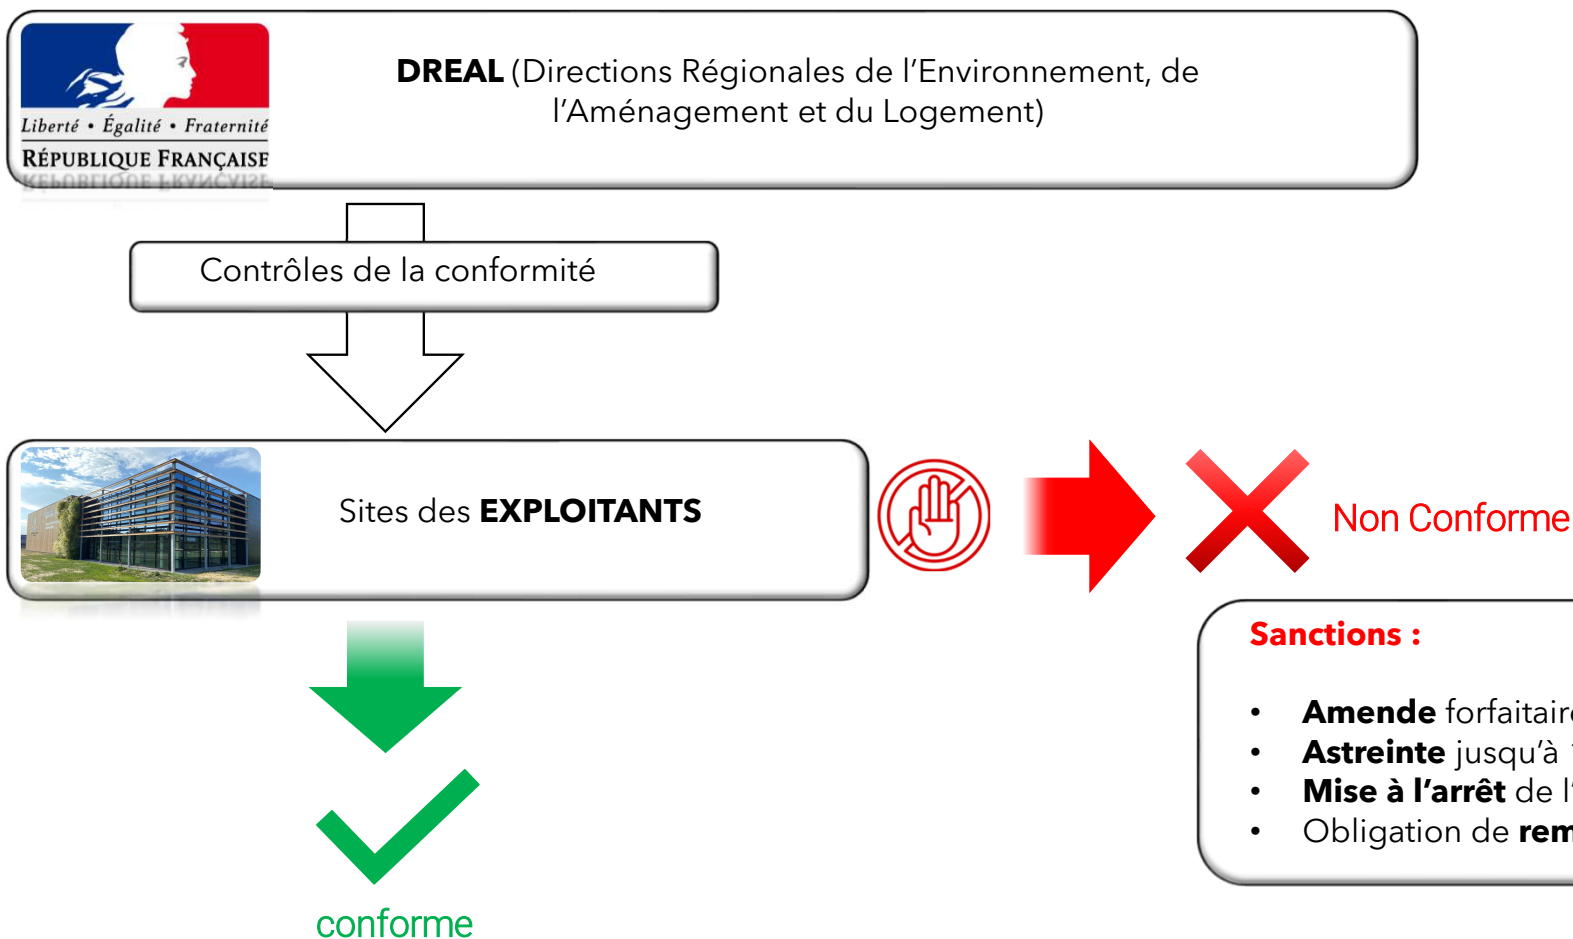 Liberté • Égalité • Fraternité
RÉPUBLIQUE FRANÇAISE
DREAL (Directions Régionales de l’Environnement, de
l’Aménagement et du Logement)
Contrôles de la conformité
Sites des EXPLOITANTS
Non Conforme
Sanctions :
• Amende
• Astreinte jusqu’à
• Mise à l’arrêt de
• Obligation de
conforme